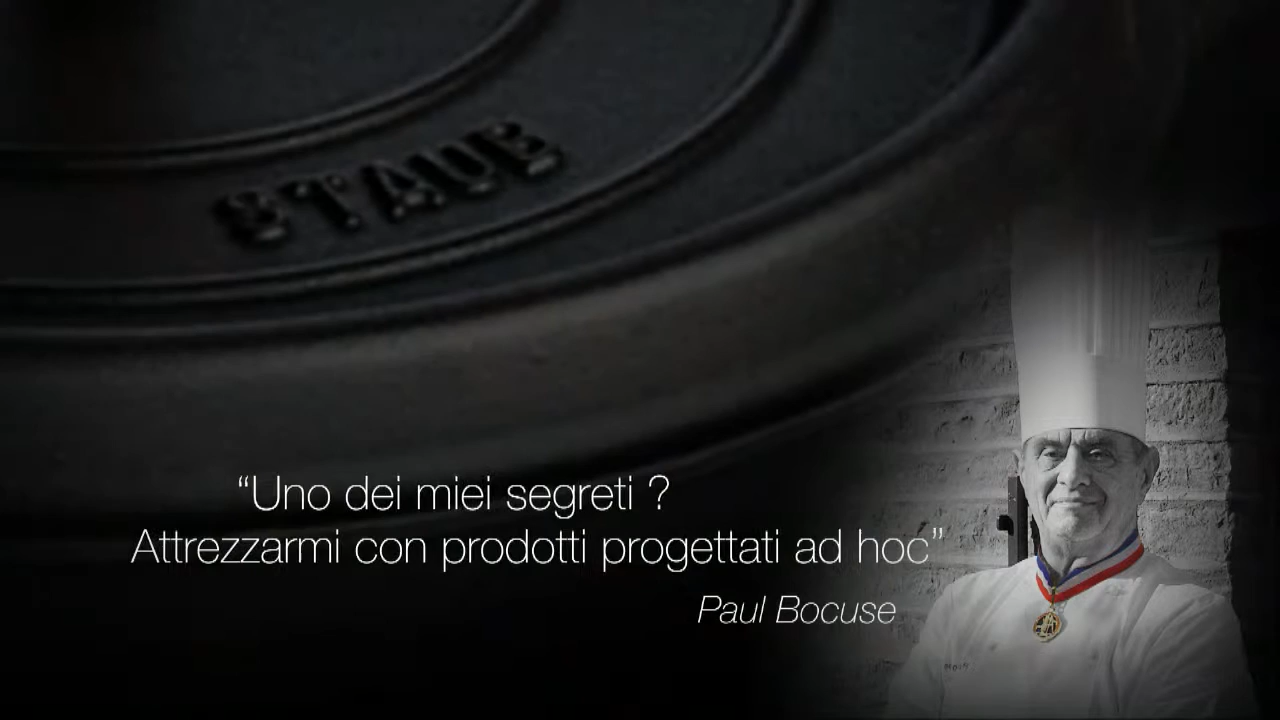 STAUB
“Uno dei miei segreti ?
Attrezzarmi con prodotti progettati ad hoc”
Paul Bocuse